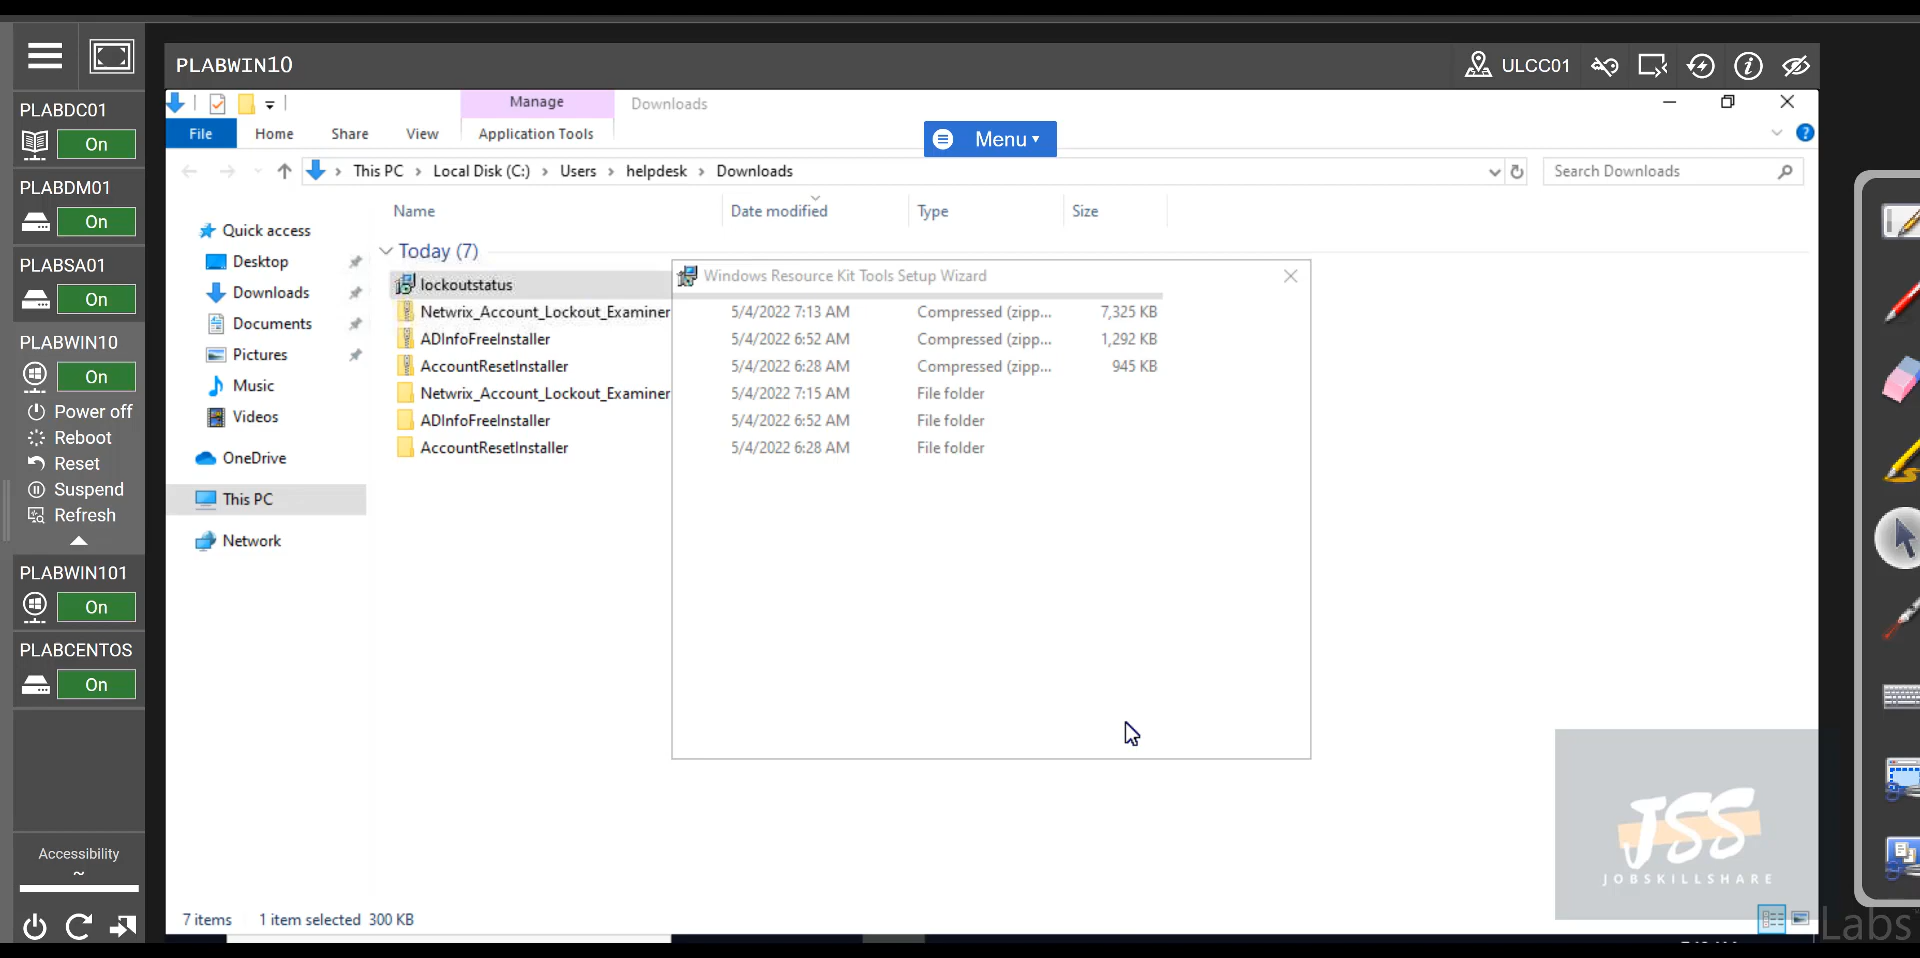 PLABWIN10
ULCC01
PLABDC01
On
PLABDM01
On
PLABSA01
On
PLABWIN10
On
Power off
Reboot
Reset
Suspend
Refresh
PLABWIN101
On
PLABCENTOS
On
Accessibility
~
Manage
Downloads
File
Home
Share
View
Application Tools
Menu
This PC
Local Disk (C:)
Users
helpdesk
Downloads
Search Downloads
Quick access
Desktop
Downloads
Documents
Pictures
Music
Videos
OneDrive
This PC
Network
Name Date modified Type Size
Today (7)
lockoutstatus
Windows Resource Kit Tools Setup Wizard
Netwrix_Account_Lockout_Examiner 5/4/2022 7:13 AM Compressed (zipp... 7,325 KB
ADInfoFreeInstaller 5/4/2022 6:52 AM Compressed (zipp... 1,292 KB
AccountResetInstaller 5/4/2022 6:28 AM Compressed (zipp... 945 KB
Netwrix_Account_Lockout_Examiner 5/4/2022 7:15 AM File folder
ADInfoFreeInstaller 5/4/2022 6:52 AM File folder
AccountResetInstaller 5/4/2022 6:28 AM File folder
JSS
JOBSKILLSHARE
7 items 1 item selected 300 KB
Labs